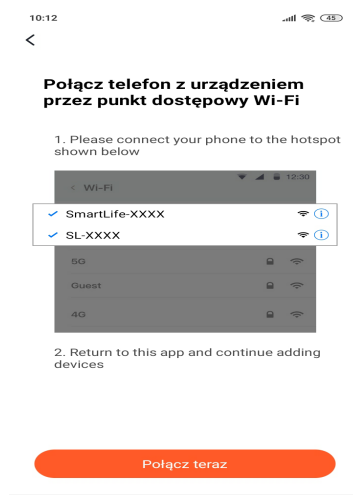 10:12
45
Połącz telefon z urządzeniem
przez punkt dostępowy Wi-Fi
1. Please connect your phone to the hotspot
shown below
12:30
< Wi-Fi
SmartLife-XXXX
SL-XXXX
5G
Guest
4G
2. Return to this app and continue adding
devices
Połącz teraz